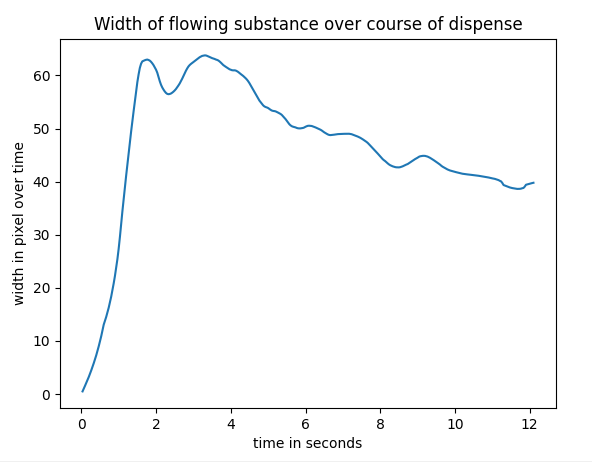 Width of flowing substance over course of dispense
width in pixel over time
60
50
40
30
20
10
0
0 2 4 6 8 10 12
time in seconds